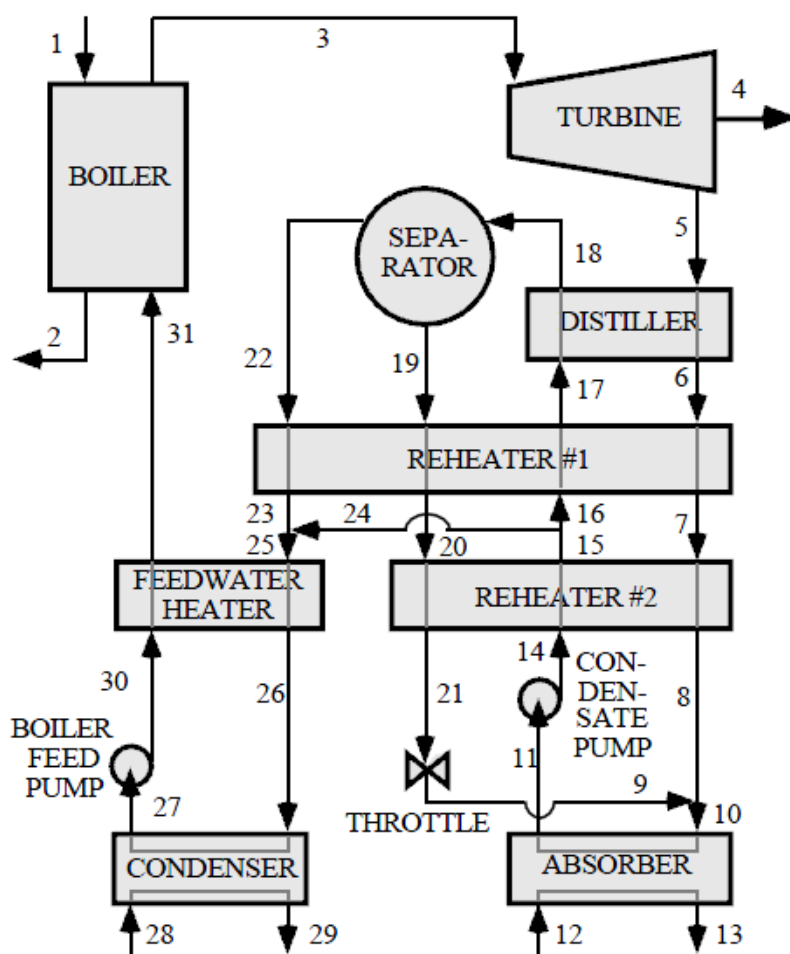 1
3
4
BOILER
TURBINE
SEPA-
RATOR
18
5
DISTILLER
2
31
22
19
17
6
REHEATER #1
23
24
16
7
25
20
15
FEEDWATER
HEATER
REHEATER #2
30
26
21
14
CON-
DEN-
SATE
PUMP
8
BOILER
FEED
PUMP
11
27
THROTTLE
9
10
CONDENSER
ABSORBER
28
29
12
13